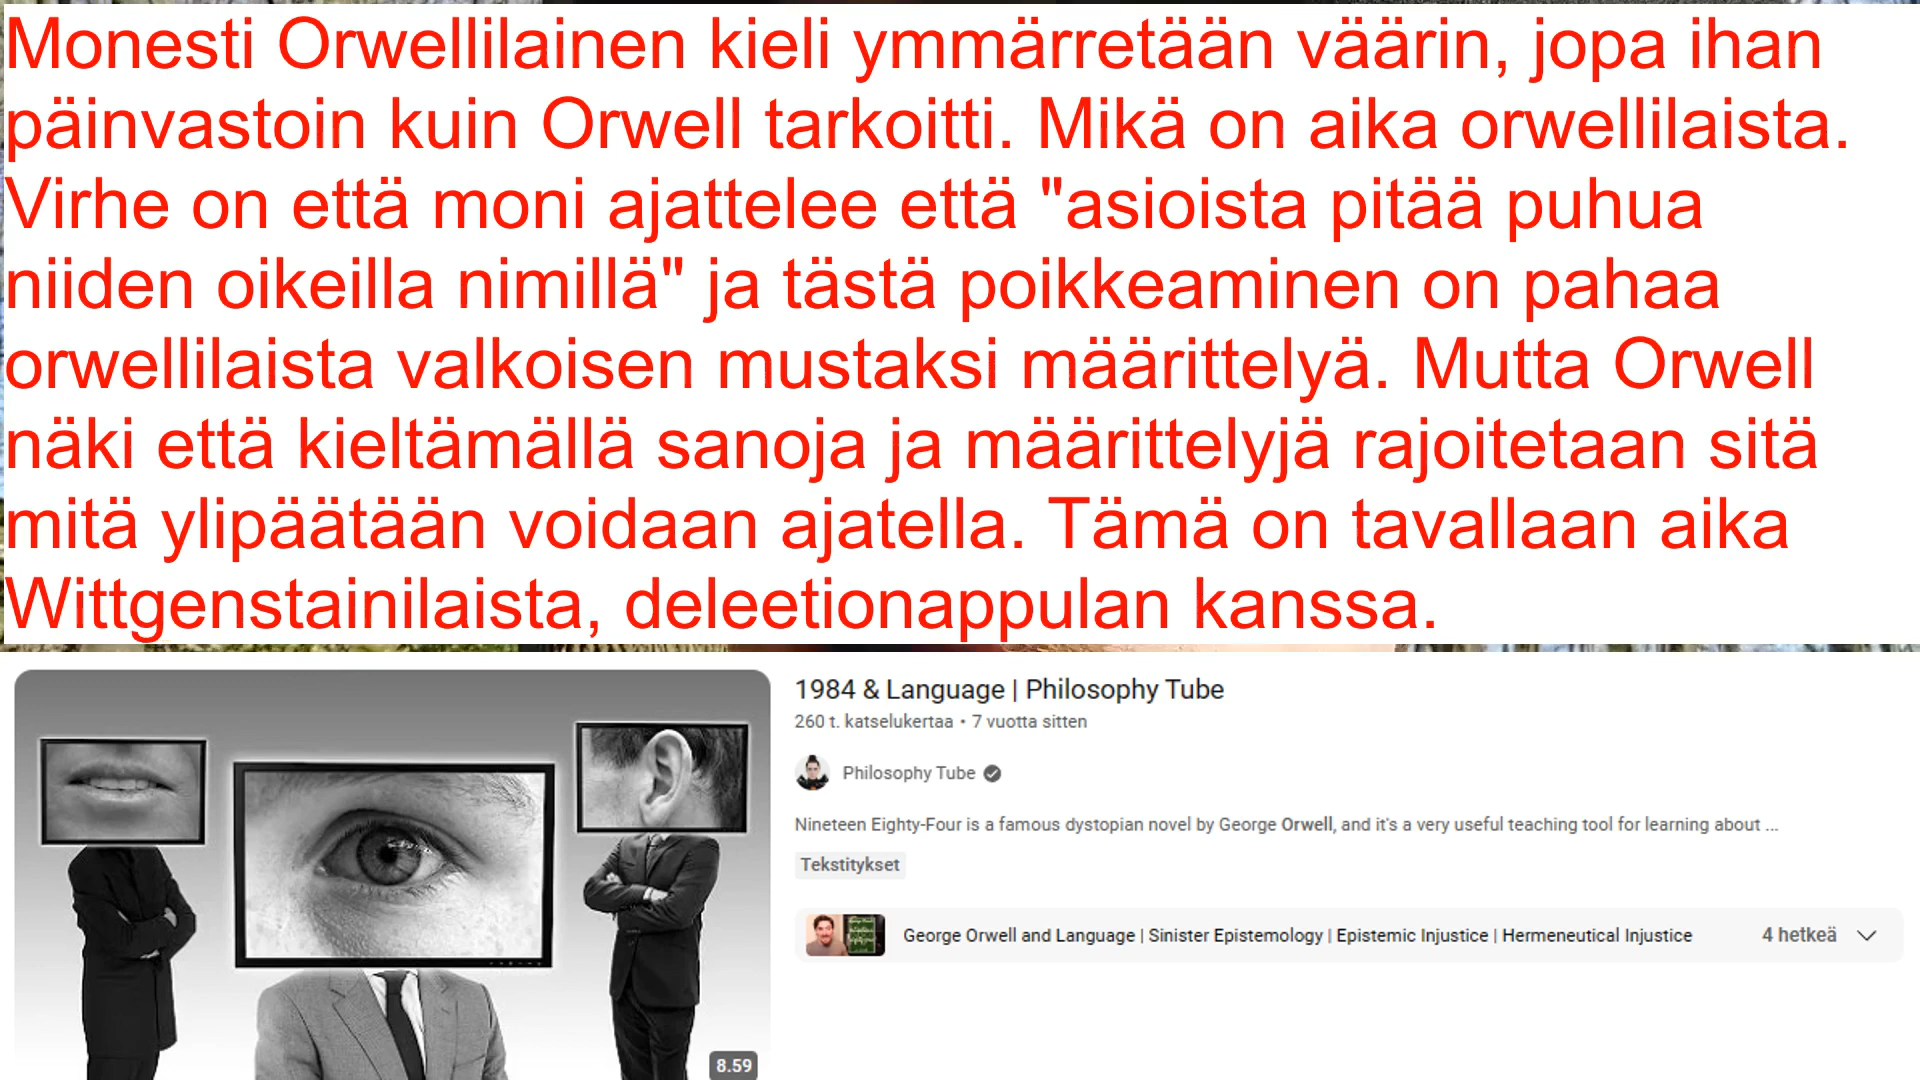 Monesti Orwellilainen kieli ymmärretään väärin, jopa ihan
päinvastoin kuin Orwell tarkoitti. Mikä on aika orwellilaista.
Virhe on että moni ajattelee että "asioista pitää puhua
niiden oikeilla nimillä" ja tästä poikkeaminen on pahaa
orwellilaista valkoisen mustaksi määrittelyä. Mutta Orwell
näki että kieltämällä sanoja ja määrittelyjä rajoitetaan sitä
mitä ylipäätään voidaan ajatella. Tämä on tavallaan aika
Wittgenstainilaista, deleetionappulan kanssa.
1984 & Language | Philosophy Tube
260 t. katselukertaa • 7 vuotta sitten
Philosophy Tube
Nineteen Eighty-Four is a famous dystopian novel by George Orwell, and it's a very useful teaching tool for learning about ...
Tekstitykset
George Orwell and Language | Sinister Epistemology | Epistemic Injustice | Hermeneutical Injustice
4 hetkeä
8.59